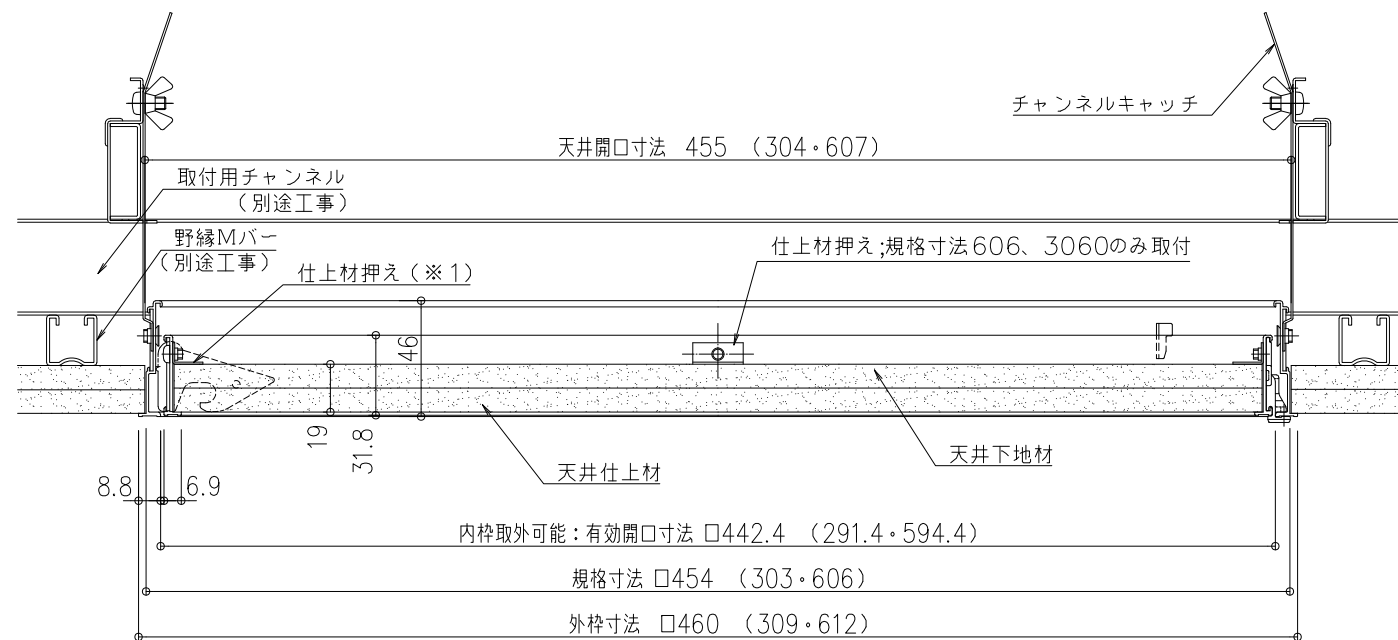 チャンネルキャッチ
天井開口寸法 455 (304・607)
取付用チャンネル
(別途工事)
野縁Mバー
(別途工事)
仕上材押え(※1)
仕上材押え;規格寸法606、3060のみ取付
46
19
31.8
天井仕上材
天井下地材
8.8
6.9
内枠取外可能:有効開口寸法 □442.4 (291.4・594.4)
規格寸法 □454 (303・606)
外枠寸法 □460 (309・612)